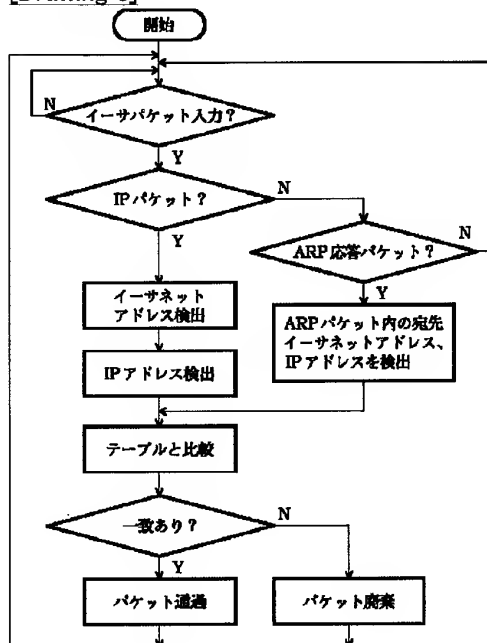 開始
イーサパケット入力?
N
Y
IPパケット?
N
Y
ARP応答パケット?
N
Y
イーサネット
アドレス検出
ARPパケット内の宛先
イーサネットアドレス、
IPアドレスを検出
IPアドレス検出
テーブルと比較
一致あり?
N
Y
パケット通過
パケット廃棄